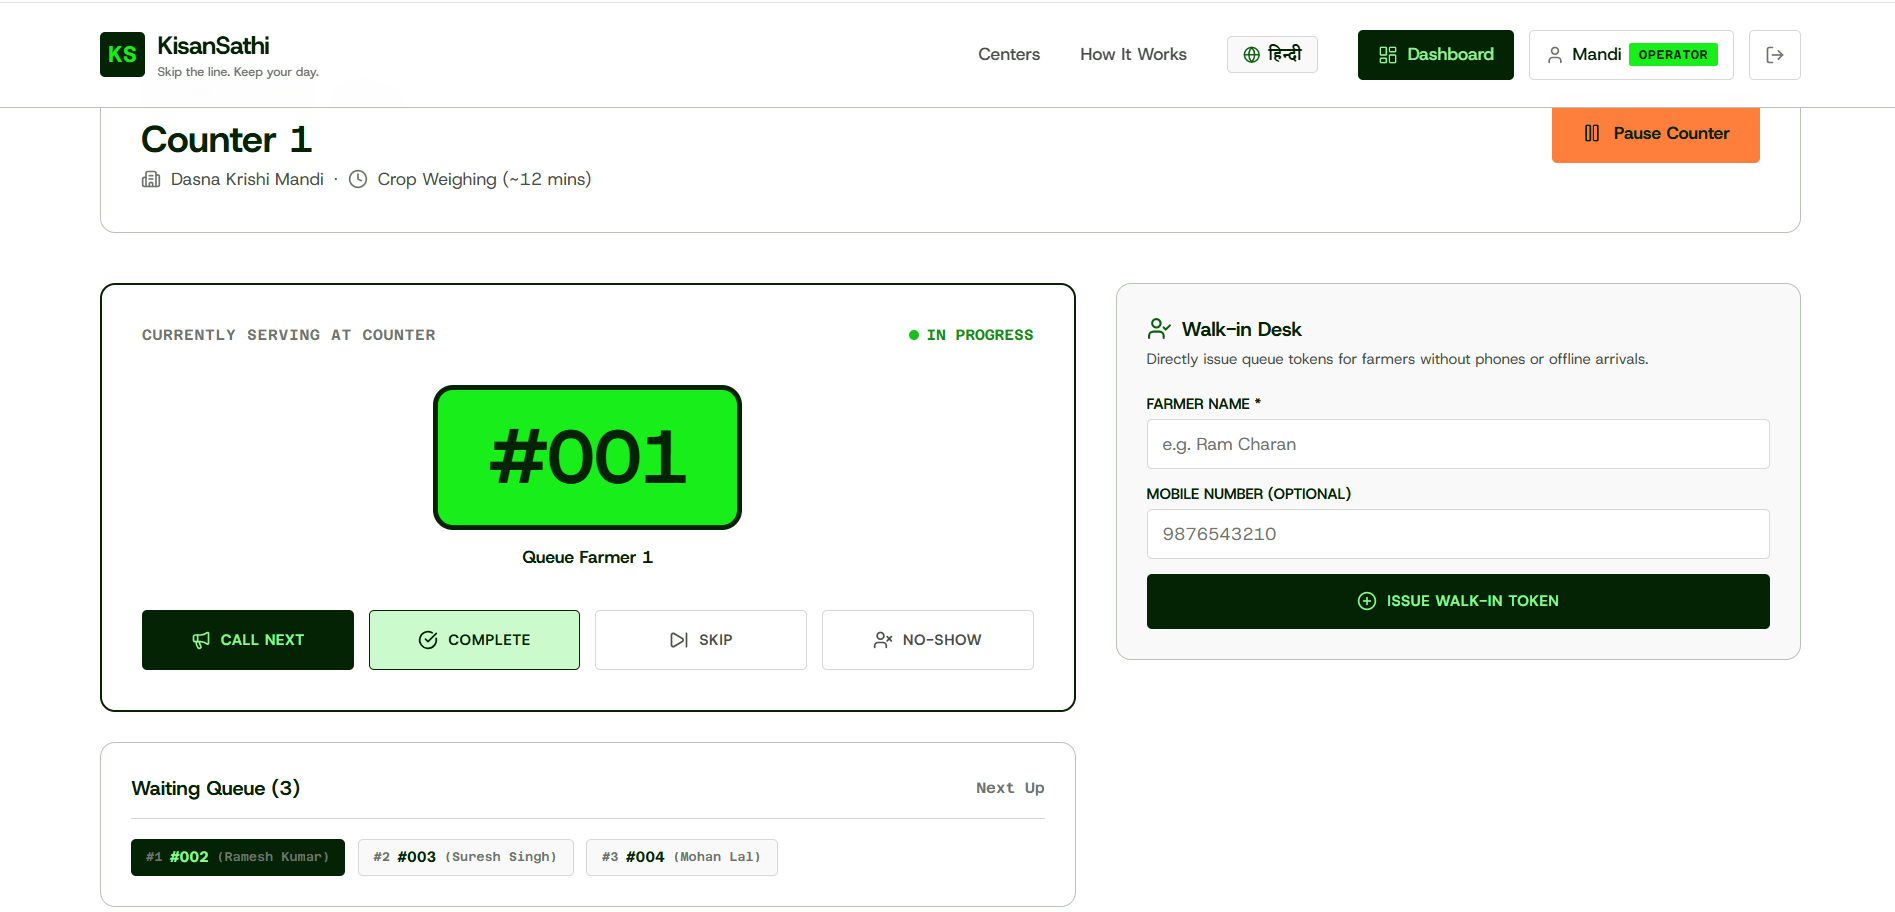 KS
KisanSathi
Skip the line. Keep your day.
Centers
How It Works
हिन्दी
Dashboard
Mandi OPERATOR
Counter 1
Dasna Krishi Mandi · Crop Weighing (~12 mins)
Pause Counter
CURRENTLY SERVING AT COUNTER
IN PROGRESS
#001
Queue Farmer 1
CALL NEXT
COMPLETE
SKIP
NO-SHOW
Walk-in Desk
Directly issue queue tokens for farmers without phones or offline arrivals.
FARMER NAME *
e.g. Ram Charan
MOBILE NUMBER (OPTIONAL)
9876543210
ISSUE WALK-IN TOKEN
Waiting Queue (3)
Next Up
#1 #002 (Ramesh Kumar)
#2 #003 (Suresh Singh)
#3 #004 (Mohan Lal)